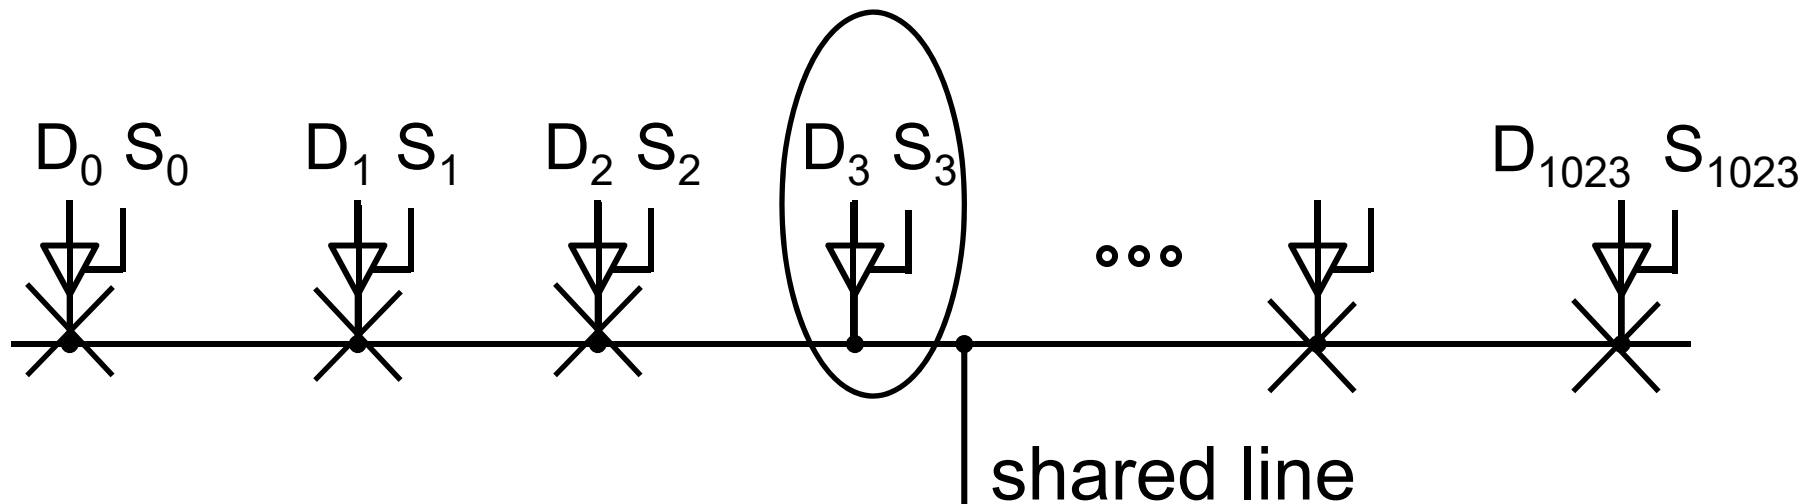 D₀ S₀ D₁ S₁ D₂ S₂ D₃ S₃ D₁₀₂₃ S₁₀₂₃
shared line